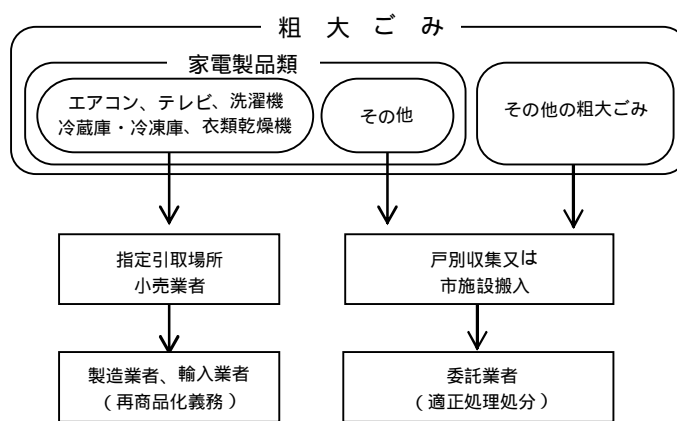 粗大ごみ
家電製品類
エアコン、テレビ、洗濯機
冷蔵庫・冷凍庫、衣類乾燥機
その他
その他の粗大ごみ
指定引取場所
小売業者
戸別収集又は
市施設搬入
製造業者、輸入業者
(再商品化義務)
委託業者
(適正処理処分)